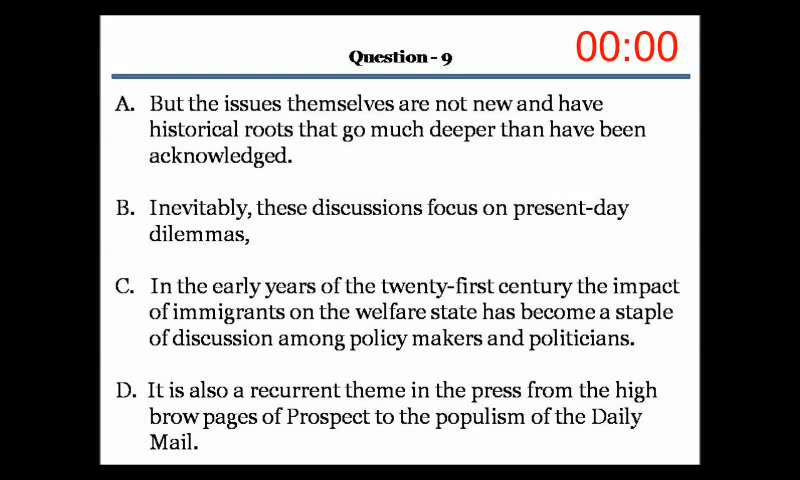 00:00
Question - 9
A. But the issues themselves are not new and have
historical roots that go much deeper than have been
acknowledged.
B. Inevitably, these discussions focus on present-day
dilemmas,
C. In the early years of the twenty-first century the impact
of immigrants on the welfare state has become a staple
of discussion among policy makers and politicians.
D. It is also a recurrent theme in the press from the high
brow pages of Prospect to the populism of the Daily
Mail.